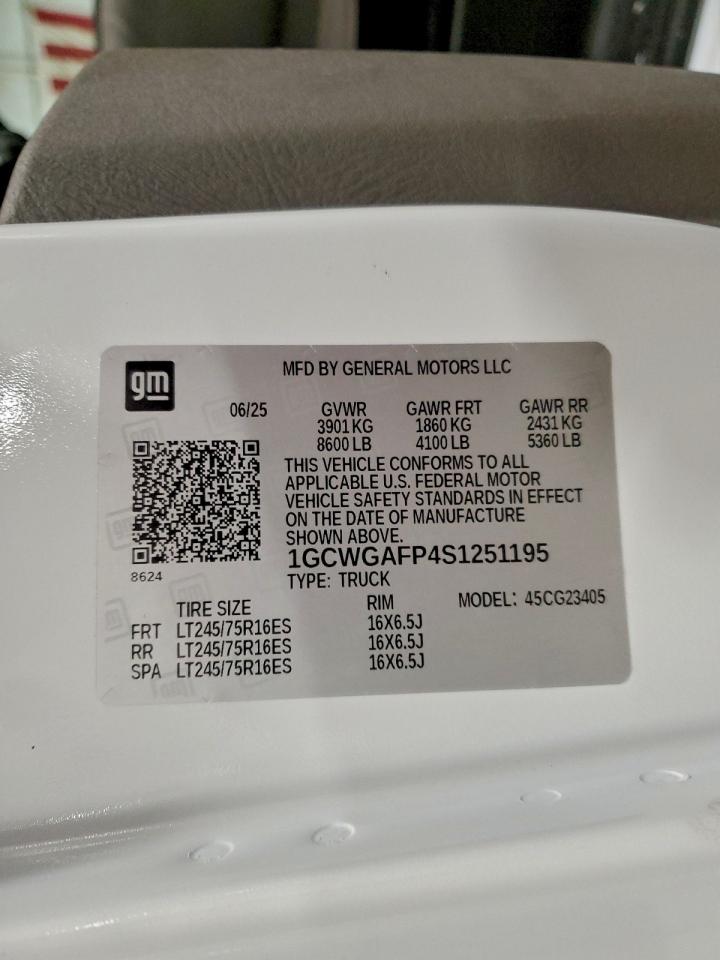 gm
MFD BY GENERAL MOTORS LLC
06/25 GVWR GAWR FRT GAWR RR
3901 KG 1860 KG 2431 KG
8600 LB 4100 LB 5360 LB
THIS VEHICLE CONFORMS TO ALL
APPLICABLE U.S. FEDERAL MOTOR
VEHICLE SAFETY STANDARDS IN EFFECT
ON THE DATE OF MANUFACTURE
SHOWN ABOVE.
1GCWGAFP4S1251195
8624
TYPE: TRUCK
TIRE SIZE RIM MODEL: 45CG23405
FRT LT245/75R16ES 16X6.5J
RR LT245/75R16ES 16X6.5J
SPA LT245/75R16ES 16X6.5J